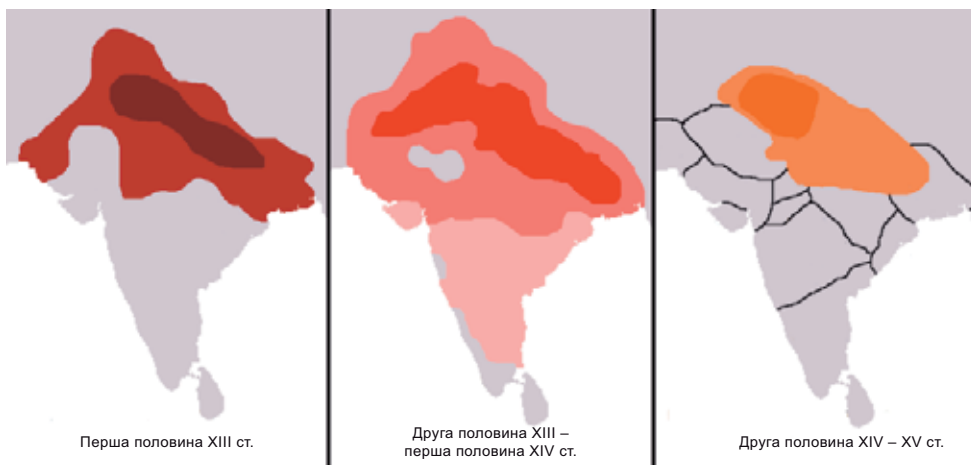 Перша половина XIII ст.
Друга половина XIII –
перша половина XIV ст.
Друга половина XIV – XV ст.